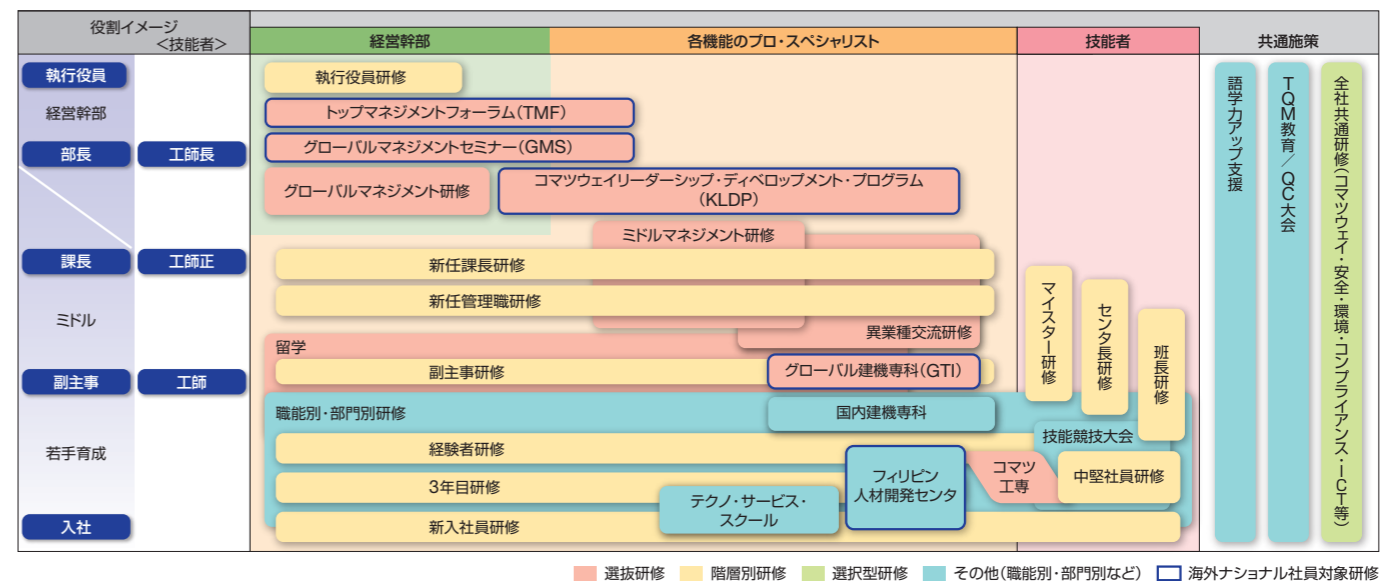 役割イメージ
＜技能者＞
経営幹部
各機能のプロ・スペシャリスト
技能者
共通施策
執行役員
経営幹部
部長
工師長
課長
工師正
ミドル
副主事
工師
若手育成
入社
執行役員研修
トップマネジメントフォーラム(TMF)
グローバルマネジメントセミナー(GMS)
グローバルマネジメント研修
コマツウェイリーダーシップ・ディベロップメント・プログラム
(KLDP)
ミドルマネジメント研修
新任課長研修
新任管理職研修
異業種交流研修
留学
副主事研修
グローバル建機専科(GTI)
職能別・部門別研修
国内建機専科
経験者研修
3年目研修
テクノ・サービス・
スクール
新入社員研修
フィリピン
人材開発センタ
コマツ
工専
技能競技大会
中堅社員研修
マイスター研修
センタ長研修
班長研修
語学力アップ支援
TQM教育／QC大会
全社共通研修(コマツウェイ・安全・環境・コンプライアンス・ICT等)
選抜研修
階層別研修
選択型研修
その他(職能別・部門別など)
海外ナショナル社員対象研修